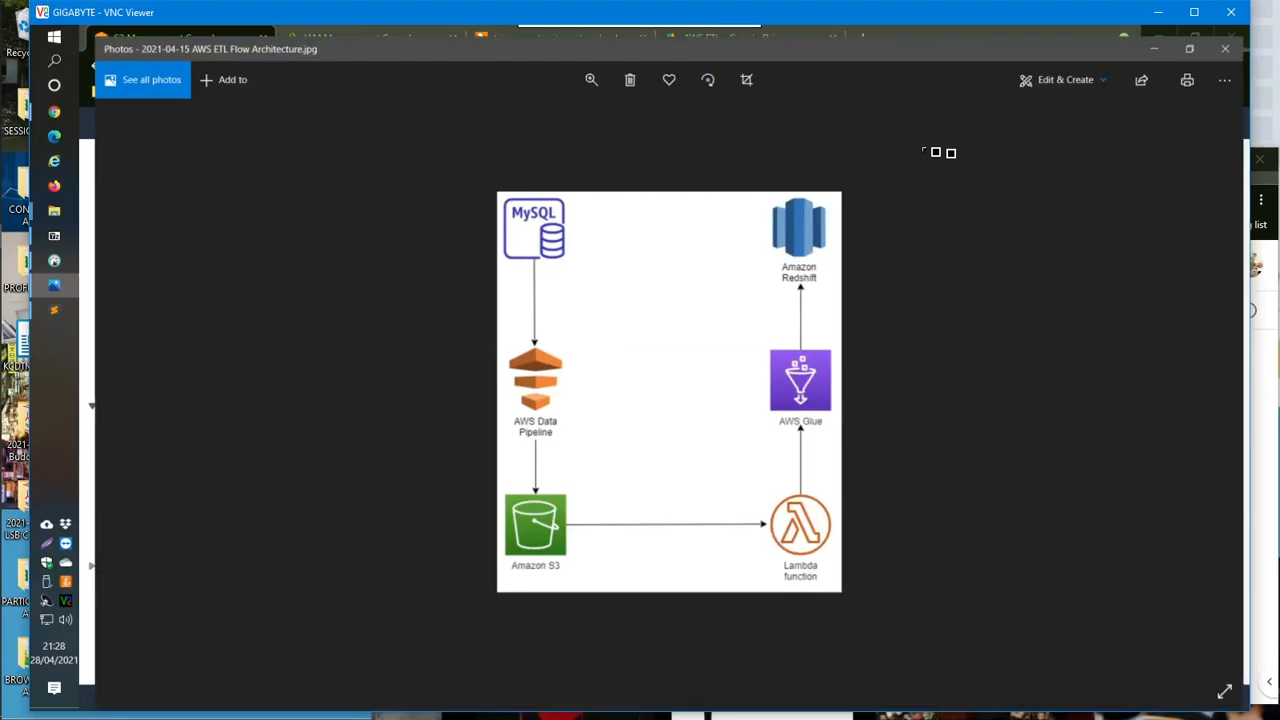 GIGABYTE - VNC Viewer
Photos - 2021-04-15 AWS ETL Flow Architecture.jpg
See all photos
Add to
Edit & Create
MySQL
Amazon
Redshift
AWS Data
Pipeline
AWS Glue
Amazon S3
Lambda
function
21:28
28/04/2021